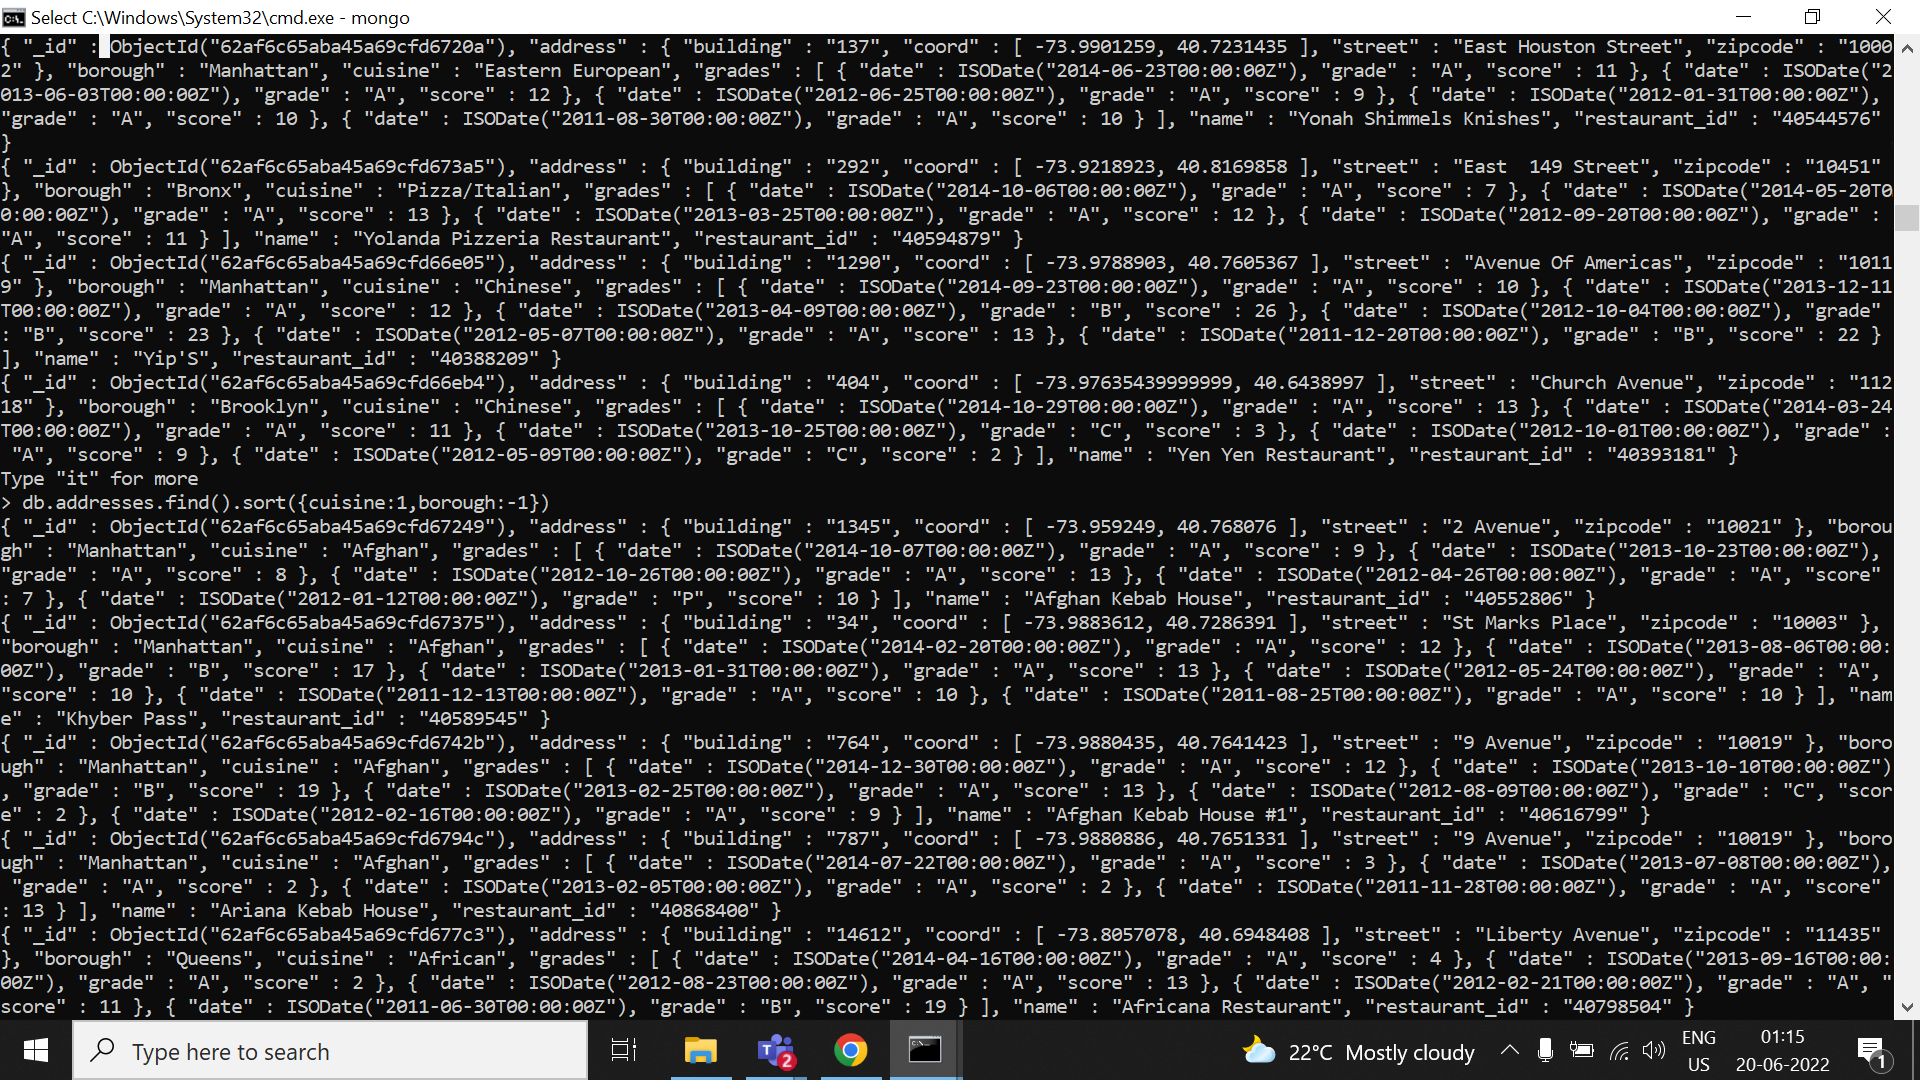 Select C:\Windows\System32\cmd.exe - mongo
{ "_id" : ObjectId("62af6c65aba45a69cfd6720a"), "address" : { "building" : "137", "coord" : [ -73.9901259, 40.7231435 ], "street" : "East Houston Street", "zipcode" : "1000
2" }, "borough" : "Manhattan", "cuisine" : "Eastern European", "grades" : [ { "date" : ISODate("2014-06-23T00:00:00Z"), "grade" : "A", "score" : 11 }, { "date" : ISODate("2
013-06-03T00:00:00Z"), "grade" : "A", "score" : 12 }, { "date" : ISODate("2012-06-25T00:00:00Z"), "grade" : "A", "score" : 9 }, { "date" : ISODate("2012-01-31T00:00:00Z"),
"grade" : "A", "score" : 10 }, { "date" : ISODate("2011-08-30T00:00:00Z"), "grade" : "A", "score" : 10 } ], "name" : "Yonah Shimmels Knishes", "restaurant_id" : "40544576"
}
{ "_id" : ObjectId("62af6c65aba45a69cfd673a5"), "address" : { "building" : "292", "coord" : [ -73.9218923, 40.8169858 ], "street" : "East  149 Street", "zipcode" : "10451"
}, "borough" : "Bronx", "cuisine" : "Pizza/Italian", "grades" : [ { "date" : ISODate("2014-10-06T00:00:00Z"), "grade" : "A", "score" : 7 }, { "date" : ISODate("2014-05-20T0
0:00:00Z"), "grade" : "A", "score" : 13 }, { "date" : ISODate("2013-03-25T00:00:00Z"), "grade" : "A", "score" : 12 }, { "date" : ISODate("2012-09-20T00:00:00Z"), "grade" :
"A", "score" : 11 } ], "name" : "Yolanda Pizzeria Restaurant", "restaurant_id" : "40594879" }
{ "_id" : ObjectId("62af6c65aba45a69cfd66e05"), "address" : { "building" : "1290", "coord" : [ -73.9788903, 40.7605367 ], "street" : "Avenue Of Americas", "zipcode" : "1011
9" }, "borough" : "Manhattan", "cuisine" : "Chinese", "grades" : [ { "date" : ISODate("2014-09-23T00:00:00Z"), "grade" : "A", "score" : 10 }, { "date" : ISODate("2013-12-11
T00:00:00Z"), "grade" : "A", "score" : 12 }, { "date" : ISODate("2013-04-09T00:00:00Z"), "grade" : "B", "score" : 26 }, { "date" : ISODate("2012-10-04T00:00:00Z"), "grade"
: "B", "score" : 23 }, { "date" : ISODate("2012-05-07T00:00:00Z"), "grade" : "A", "score" : 13 }, { "date" : ISODate("2011-12-20T00:00:00Z"), "grade" : "B", "score" : 22 }
], "name" : "Yip'S", "restaurant_id" : "40388209" }
{ "_id" : ObjectId("62af6c65aba45a69cfd66eb4"), "address" : { "building" : "404", "coord" : [ -73.97635439999999, 40.6438997 ], "street" : "Church Avenue", "zipcode" : "112
18" }, "borough" : "Brooklyn", "cuisine" : "Chinese", "grades" : [ { "date" : ISODate("2014-10-29T00:00:00Z"), "grade" : "A", "score" : 13 }, { "date" : ISODate("2014-03-24
T00:00:00Z"), "grade" : "A", "score" : 11 }, { "date" : ISODate("2013-10-25T00:00:00Z"), "grade" : "C", "score" : 3 }, { "date" : ISODate("2012-10-01T00:00:00Z"), "grade" :
"A", "score" : 9 }, { "date" : ISODate("2012-05-09T00:00:00Z"), "grade" : "C", "score" : 2 } ], "name" : "Yen Yen Restaurant", "restaurant_id" : "40393181" }
Type "it" for more
> db.addresses.find().sort({cuisine:1,borough:-1})
{ "_id" : ObjectId("62af6c65aba45a69cfd67249"), "address" : { "building" : "1345", "coord" : [ -73.959249, 40.768076 ], "street" : "2 Avenue", "zipcode" : "10021" }, "borou
gh" : "Manhattan", "cuisine" : "Afghan", "grades" : [ { "date" : ISODate("2014-10-07T00:00:00Z"), "grade" : "A", "score" : 9 }, { "date" : ISODate("2013-10-23T00:00:00Z"),
"grade" : "A", "score" : 8 }, { "date" : ISODate("2012-10-26T00:00:00Z"), "grade" : "A", "score" : 13 }, { "date" : ISODate("2012-04-26T00:00:00Z"), "grade" : "A", "score"
: 7 }, { "date" : ISODate("2012-01-12T00:00:00Z"), "grade" : "P", "score" : 10 } ], "name" : "Afghan Kebab House", "restaurant_id" : "40552806" }
{ "_id" : ObjectId("62af6c65aba45a69cfd67375"), "address" : { "building" : "34", "coord" : [ -73.9883612, 40.7286391 ], "street" : "St Marks Place", "zipcode" : "10003" },
"borough" : "Manhattan", "cuisine" : "Afghan", "grades" : [ { "date" : ISODate("2014-02-20T00:00:00Z"), "grade" : "A", "score" : 12 }, { "date" : ISODate("2013-08-06T00:00:
00Z"), "grade" : "B", "score" : 17 }, { "date" : ISODate("2013-01-31T00:00:00Z"), "grade" : "A", "score" : 13 }, { "date" : ISODate("2012-05-24T00:00:00Z"), "grade" : "A",
"score" : 10 }, { "date" : ISODate("2011-12-13T00:00:00Z"), "grade" : "A", "score" : 10 }, { "date" : ISODate("2011-08-25T00:00:00Z"), "grade" : "A", "score" : 10 } ], "nam
e" : "Khyber Pass", "restaurant_id" : "40589545" }
{ "_id" : ObjectId("62af6c65aba45a69cfd6742b"), "address" : { "building" : "764", "coord" : [ -73.9880435, 40.7641423 ], "street" : "9 Avenue", "zipcode" : "10019" }, "boro
ugh" : "Manhattan", "cuisine" : "Afghan", "grades" : [ { "date" : ISODate("2014-12-30T00:00:00Z"), "grade" : "A", "score" : 12 }, { "date" : ISODate("2013-10-10T00:00:00Z")
, "grade" : "B", "score" : 19 }, { "date" : ISODate("2013-02-25T00:00:00Z"), "grade" : "A", "score" : 13 }, { "date" : ISODate("2012-08-09T00:00:00Z"), "grade" : "C", "scor
e" : 2 }, { "date" : ISODate("2012-02-16T00:00:00Z"), "grade" : "A", "score" : 9 } ], "name" : "Afghan Kebab House #1", "restaurant_id" : "40616799" }
{ "_id" : ObjectId("62af6c65aba45a69cfd6794c"), "address" : { "building" : "787", "coord" : [ -73.9880886, 40.7651331 ], "street" : "9 Avenue", "zipcode" : "10019" }, "boro
ugh" : "Manhattan", "cuisine" : "Afghan", "grades" : [ { "date" : ISODate("2014-07-22T00:00:00Z"), "grade" : "A", "score" : 3 }, { "date" : ISODate("2013-07-08T00:00:00Z"),
"grade" : "A", "score" : 2 }, { "date" : ISODate("2013-02-05T00:00:00Z"), "grade" : "A", "score" : 2 }, { "date" : ISODate("2011-11-28T00:00:00Z"), "grade" : "A", "score"
: 13 } ], "name" : "Ariana Kebab House", "restaurant_id" : "40868400" }
{ "_id" : ObjectId("62af6c65aba45a69cfd677c3"), "address" : { "building" : "14612", "coord" : [ -73.8057078, 40.6948408 ], "street" : "Liberty Avenue", "zipcode" : "11435"
}, "borough" : "Queens", "cuisine" : "African", "grades" : [ { "date" : ISODate("2014-04-16T00:00:00Z"), "grade" : "A", "score" : 4 }, { "date" : ISODate("2013-09-16T00:00:
00Z"), "grade" : "A", "score" : 2 }, { "date" : ISODate("2012-08-23T00:00:00Z"), "grade" : "A", "score" : 13 }, { "date" : ISODate("2012-02-21T00:00:00Z"), "grade" : "A", "
score" : 11 }, { "date" : ISODate("2011-06-30T00:00:00Z"), "grade" : "B", "score" : 19 } ], "name" : "Africana Restaurant", "restaurant_id" : "40798504" }
Type here to search
2
22°C Mostly cloudy
ENG
US
01:15
20-06-2022
1